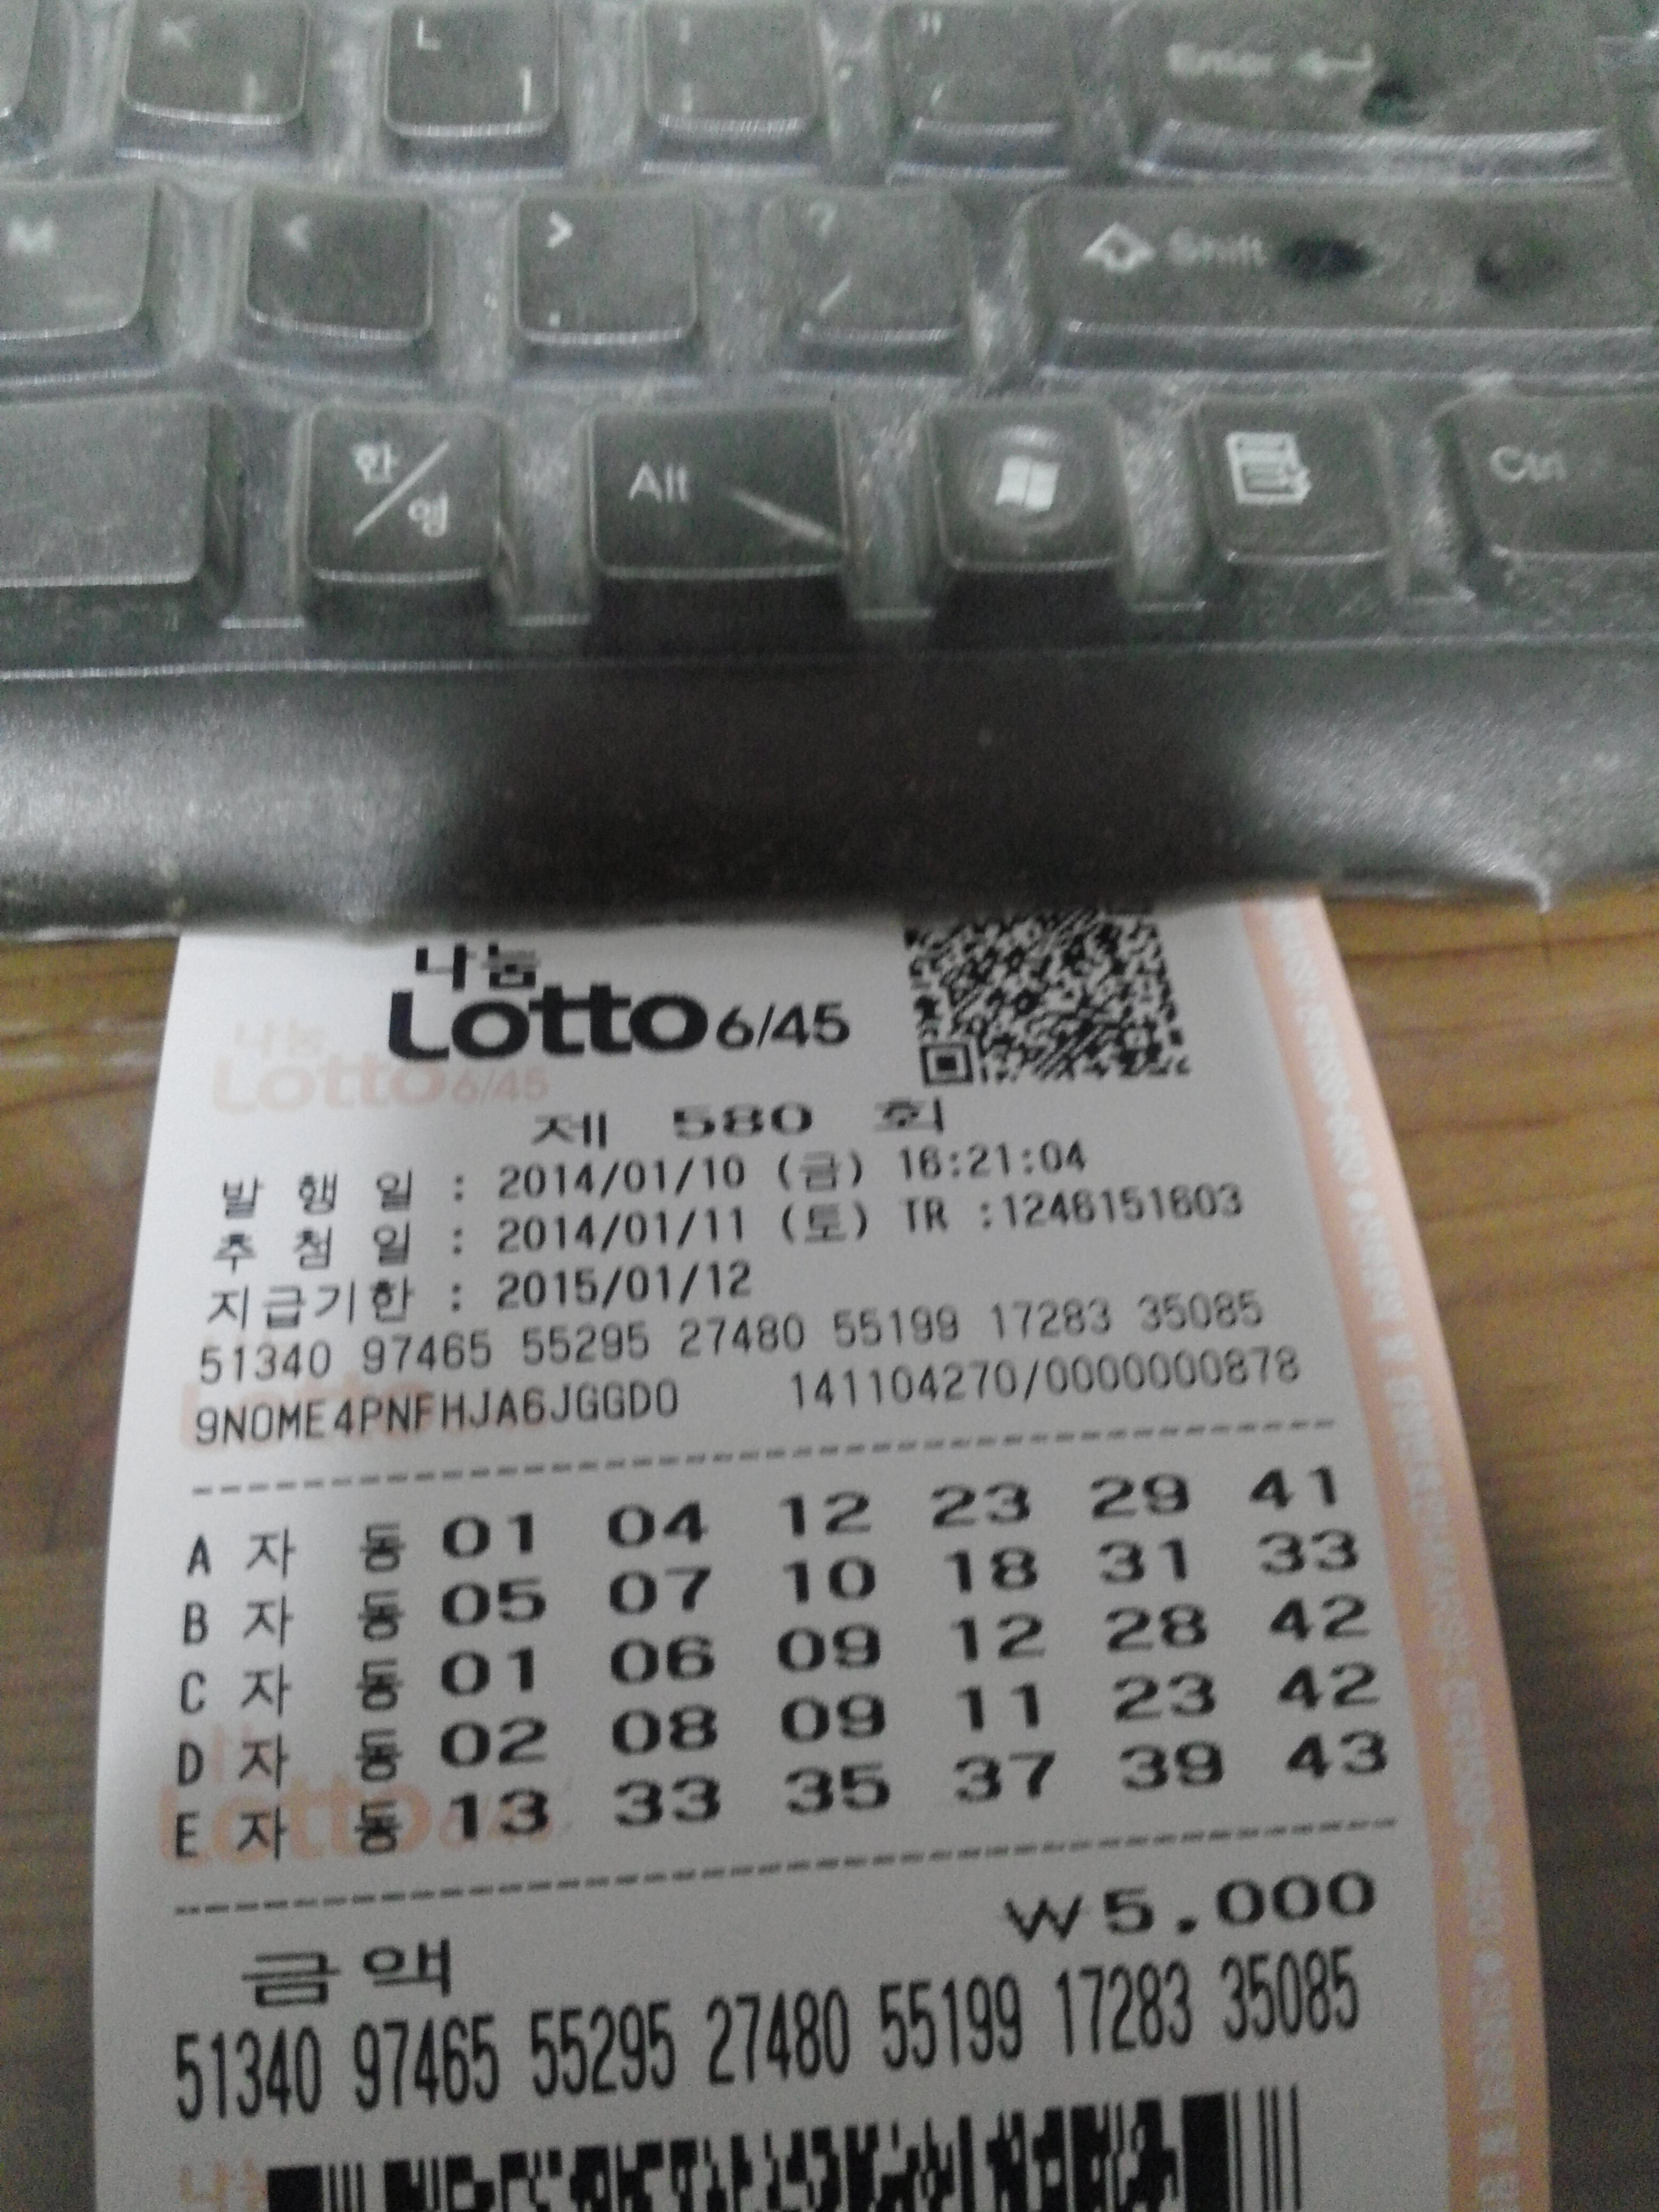 K L : "
; '
Enter
M < > ?
. /
Shift
한/영 Alt Ctrl
나눔
Lotto 6/45
나눔
Lotto 6/45
제 580 회
발 행 일 : 2014/01/10 (금) 16:21:04
추 첨 일 : 2014/01/11 (토) TR :1246151603
지급기한 : 2015/01/12
51340 97465 55295 27480 55199 17283 35085
9NOME4PNFHJA6JGGDO 141104270/0000000878
A 자 동 01 04 12 23 29 41
B 자 동 05 07 10 18 31 33
C 자 동 01 06 09 12 28 42
D 자 동 02 08 09 11 23 42
E 자 동 13 33 35 37 39 43
금액 ₩5.000
51340 97465 55295 27480 55199 17283 35085